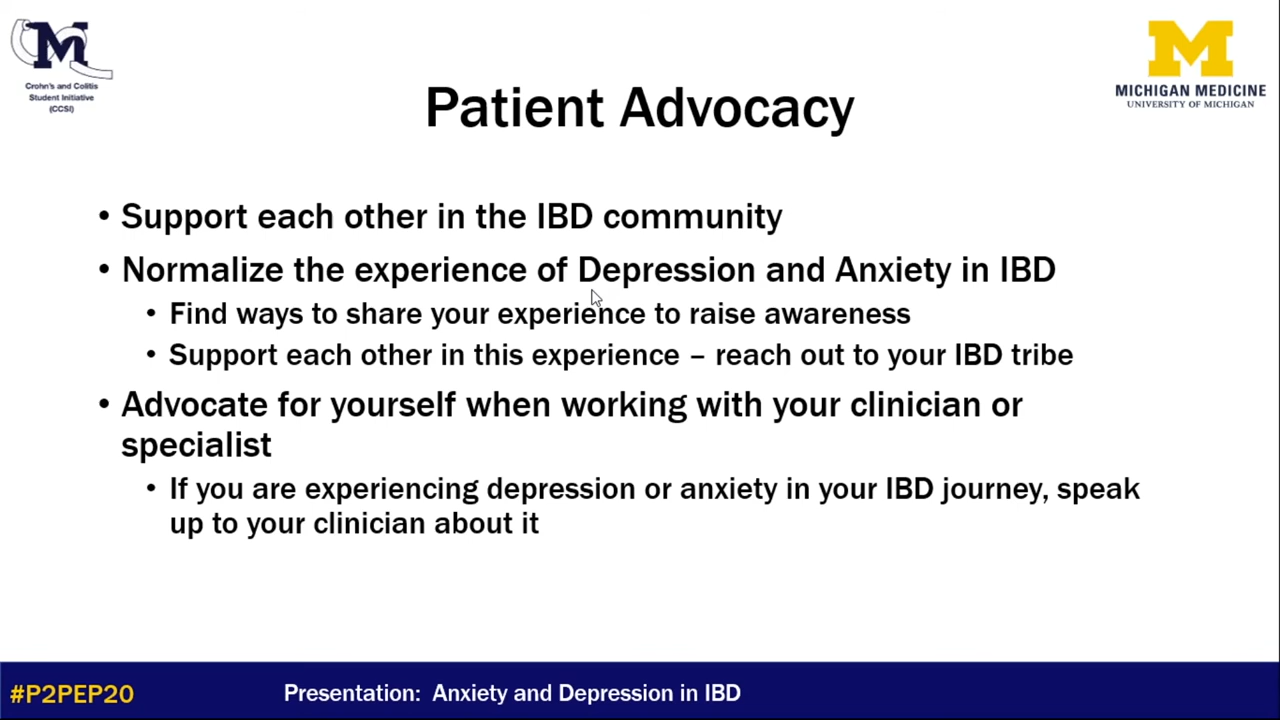 M
Crohn's and Colitis
Student Initiative
(CCSI)
M
MICHIGAN MEDICINE
UNIVERSITY OF MICHIGAN
Patient Advocacy
• Support each other in the IBD community
• Normalize the experience of Depression and Anxiety in IBD
• Find ways to share your experience to raise awareness
• Support each other in this experience – reach out to your IBD tribe
• Advocate for yourself when working with your clinician or
specialist
• If you are experiencing depression or anxiety in your IBD journey, speak
up to your clinician about it
#P2PEP20
Presentation: Anxiety and Depression in IBD